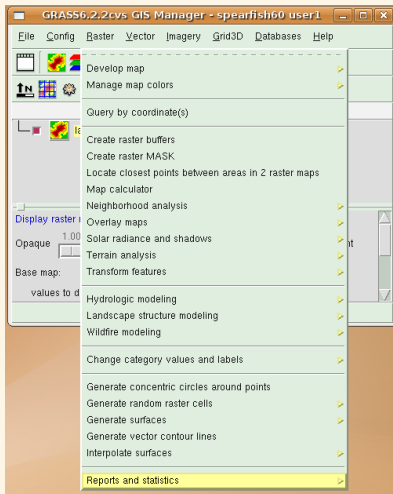 GRASS6.2.2cvs GIS Manager - spearfish60 user1
File Config Raster Vector Imagery Grid3D Databases Help
Develop map
Manage map colors
Query by coordinate(s)
Create raster buffers
Create raster MASK
Locate closest points between areas in 2 raster maps
Map calculator
Neighborhood analysis
Overlay maps
Solar radiance and shadows
Terrain analysis
Transform features
Hydrologic modeling
Landscape structure modeling
Wildfire modeling
Change category values and labels
Generate concentric circles around points
Generate random raster cells
Generate surfaces
Generate vector contour lines
Interpolate surfaces
Reports and statistics
Display raster
Opaque 1.00
Base map:
values to d